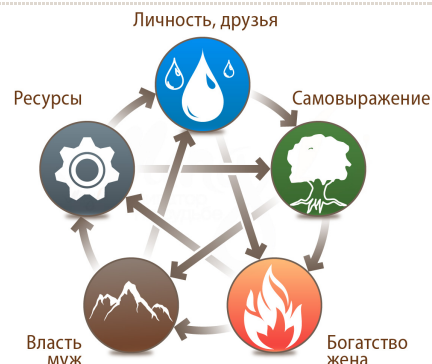 Личность, друзья
Ресурсы
Самовыражение
Власть
муж
Богатство
жена